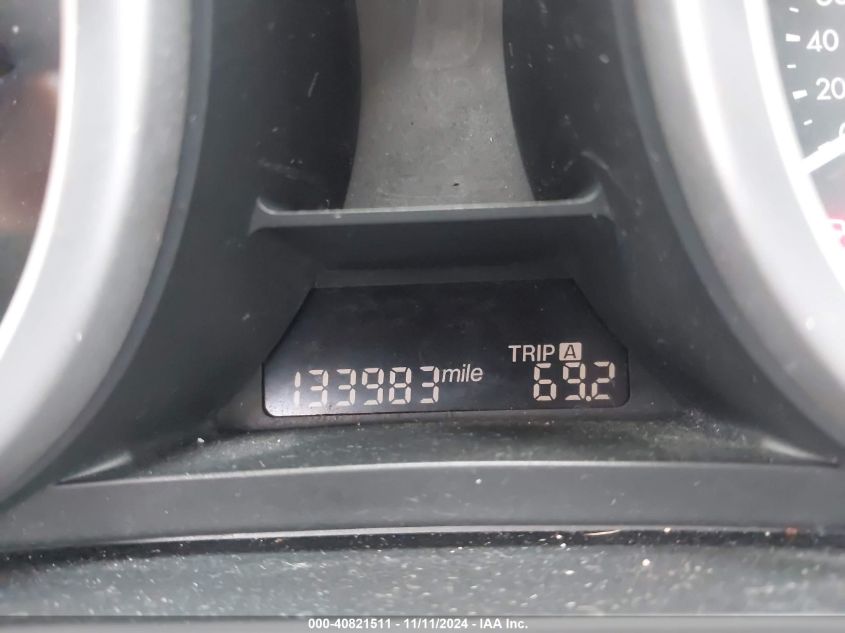 40
20
TRIP A
133983 mile 69.2
000-40821511 - 11/11/2024 - IAA Inc.